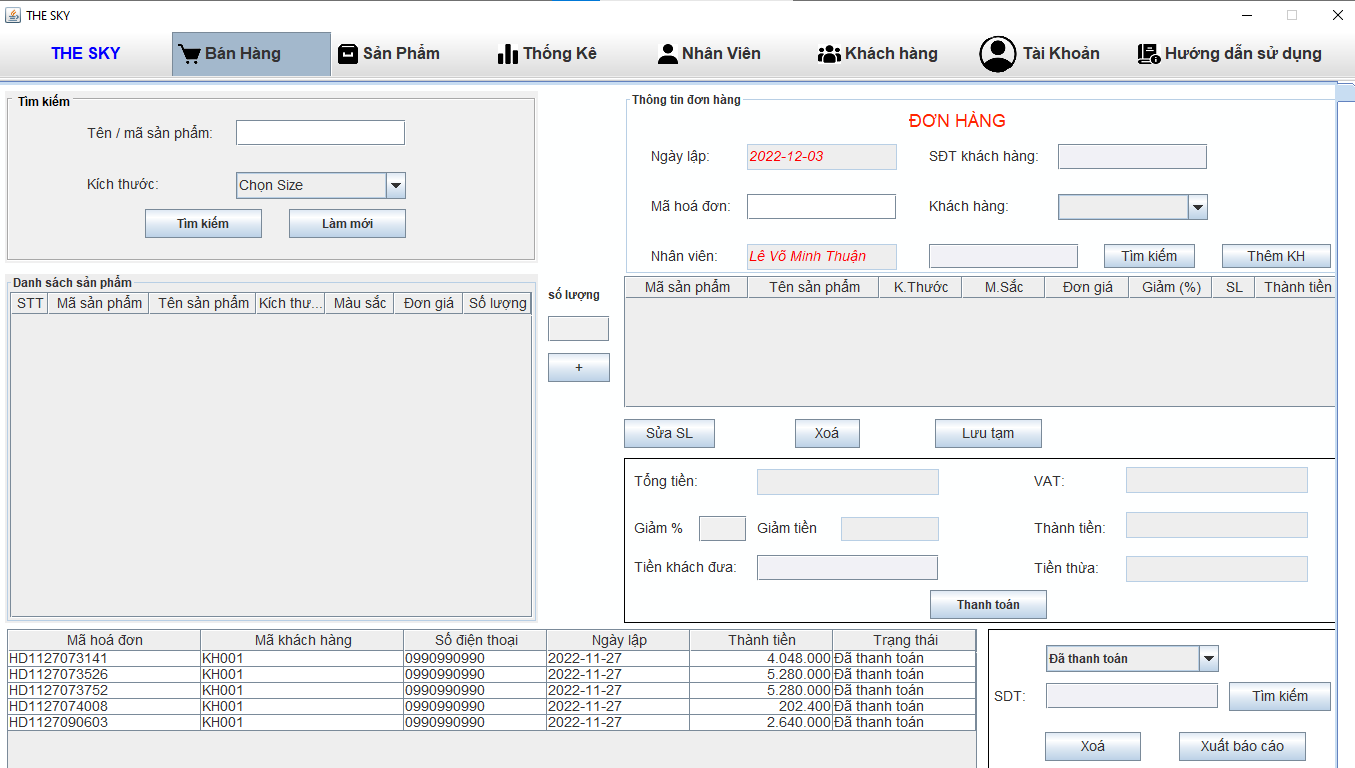 THE SKY
THE SKY Bán Hàng Sản Phẩm Thống Kê Nhân Viên Khách hàng Tài Khoản Hướng dẫn sử dụng
Tìm kiếm
Tên / mã sản phẩm:
Kích thước: Chọn Size
Tìm kiếm Làm mới
Thông tin đơn hàng
ĐƠN HÀNG
Ngày lập: 2022-12-03 SĐT khách hàng:
Mã hoá đơn: Khách hàng:
Nhân viên: Lê Võ Minh Thuận Tìm kiếm Thêm KH
Danh sách sản phẩm
STT Mã sản phẩm Tên sản phẩm Kích thư... Màu sắc Đơn giá Số lượng
số lượng
+
Mã sản phẩm Tên sản phẩm K.Thước M.Sắc Đơn giá Giảm (%) SL Thành tiền
Sửa SL Xoá Lưu tạm
Tổng tiền: VAT:
Giảm % Giảm tiền Thành tiền:
Tiền khách đưa: Tiền thừa:
Thanh toán
Mã hoá đơn Mã khách hàng Số điện thoại Ngày lập Thành tiền Trạng thái
HD1127073141 KH001 0990990990 2022-11-27 4.048.000 Đã thanh toán
HD1127073526 KH001 0990990990 2022-11-27 5.280.000 Đã thanh toán
HD1127073752 KH001 0990990990 2022-11-27 5.280.000 Đã thanh toán
HD1127074008 KH001 0990990990 2022-11-27 202.400 Đã thanh toán
HD1127090603 KH001 0990990990 2022-11-27 2.640.000 Đã thanh toán
Đã thanh toán
SDT: Tìm kiếm
Xoá Xuất báo cáo